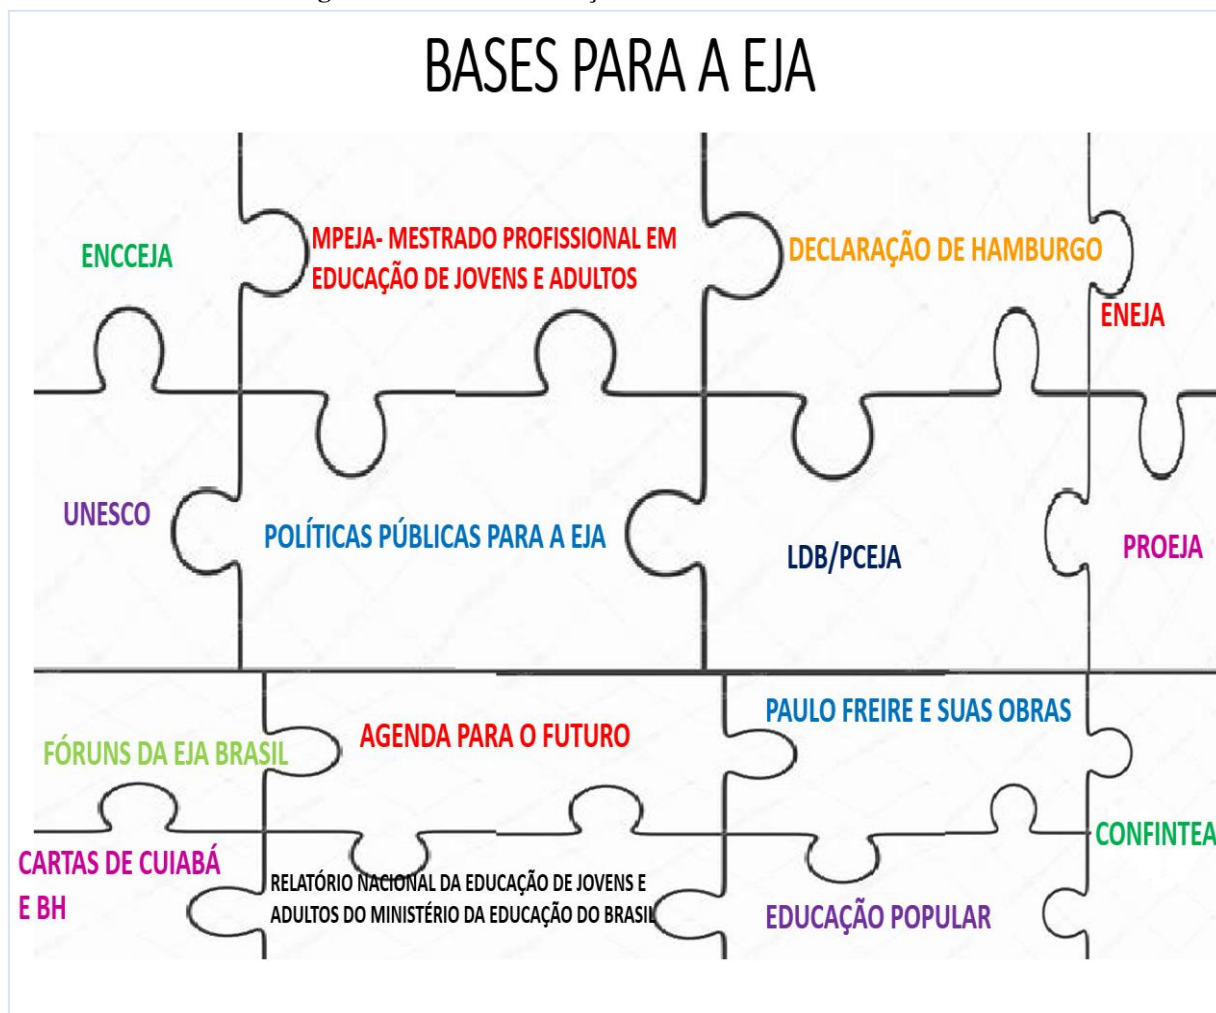 BASES PARA A EJA
ENCCEJA
MPEJA- MESTRADO PROFISSIONAL EM
EDUCAÇÃO DE JOVENS E ADULTOS
DECLARAÇÃO DE HAMBURGO
ENEJA
UNESCO
POLÍTICAS PÚBLICAS PARA A EJA
LDB/PCEJA
PROEJA
FÓRUNS DA EJA BRASIL
AGENDA PARA O FUTURO
PAULO FREIRE E SUAS OBRAS
CONFINTEA
CARTAS DE CUIABÁ
E BH
RELATÓRIO NACIONAL DA EDUCAÇÃO DE JOVENS E
ADULTOS DO MINISTÉRIO DA EDUCAÇÃO DO BRASIL
EDUCAÇÃO POPULAR